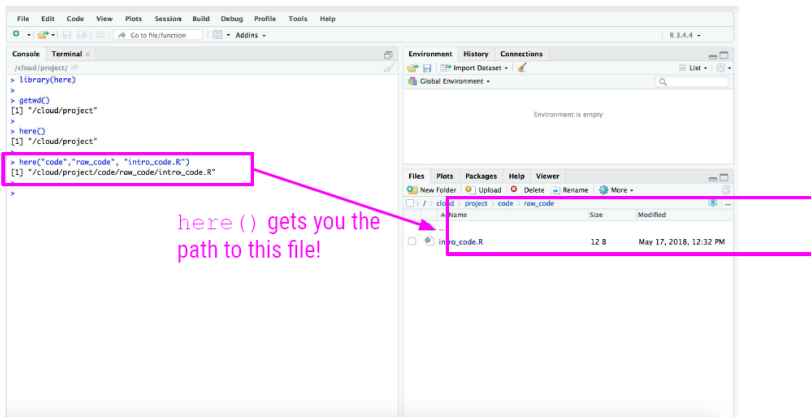 File Edit Code View Plots Session Build Debug Profile Tools Help
Go to file/function Addins
R 3.4.4
Console Terminal
/cloud/project/
> library(here)
>
> getwd()
[1] "/cloud/project"
>
> here()
[1] "/cloud/project"
>
> here("code","raw_code", "intro_code.R")
[1] "/cloud/project/code/raw_code/intro_code.R"
>
>
here() gets you the
path to this file!
Environment History Connections
Import Dataset List
Global Environment
Environment is empty
Files Plots Packages Help Viewer
New Folder Upload Delete Rename More
cloud project code raw_code
Name Size Modified
..
intro_code.R 12 B May 17, 2018, 12:32 PM